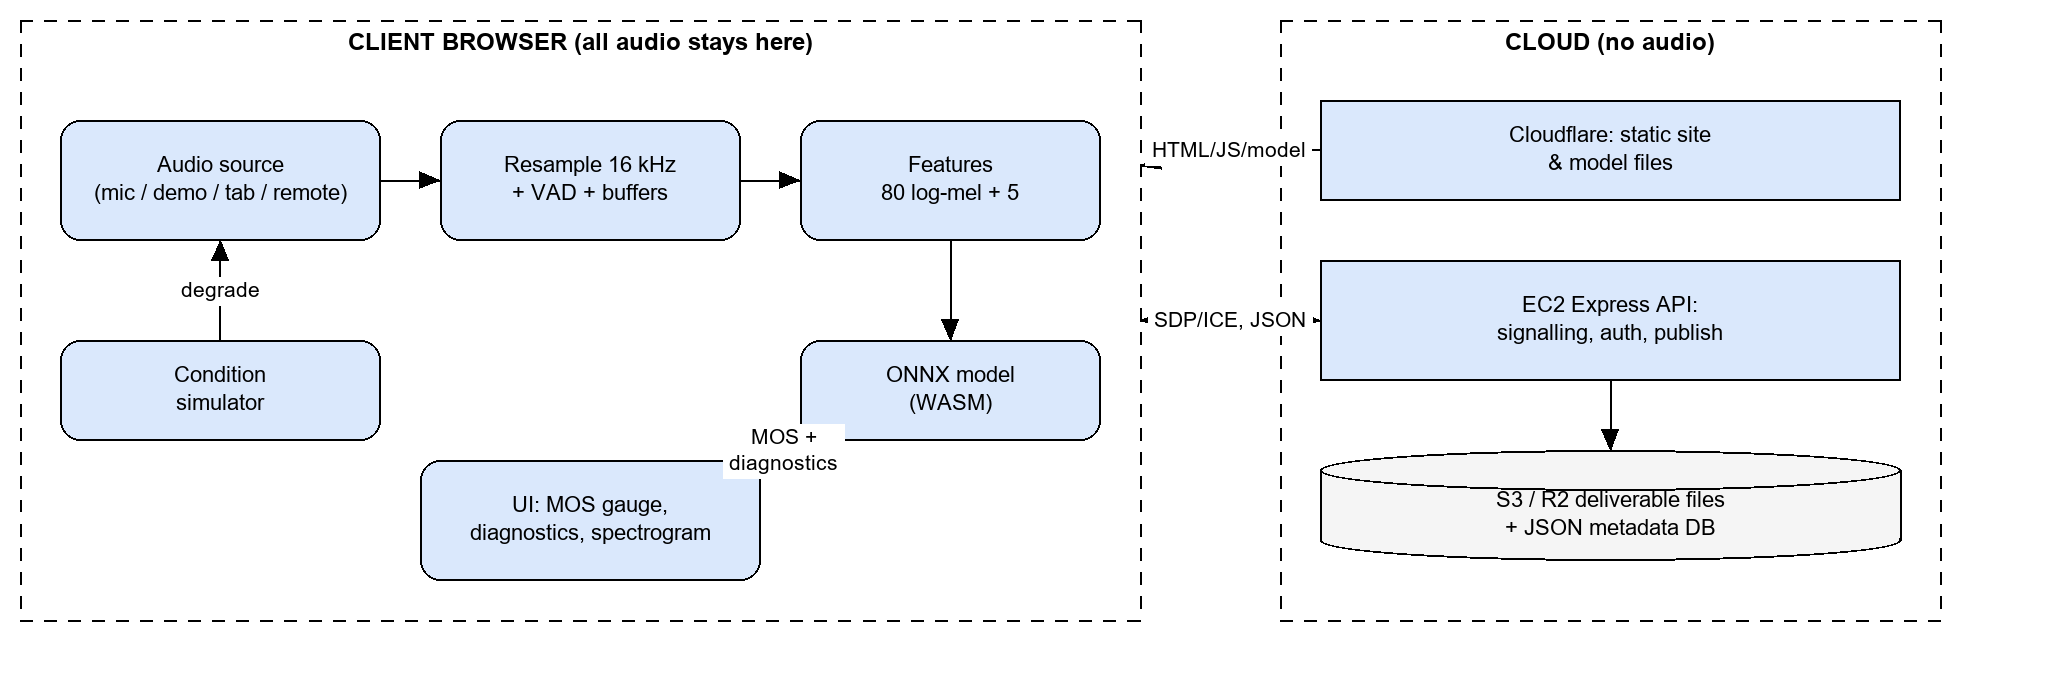 CLIENT BROWSER (all audio stays here)
Audio source
(mic / demo / tab / remote)
Resample 16 kHz
+ VAD + buffers
Features
80 log-mel + 5
degrade
Condition
simulator
ONNX model
(WASM)
MOS +
diagnostics
UI: MOS gauge,
diagnostics, spectrogram
HTML/JS/model
SDP/ICE, JSON
CLOUD (no audio)
Cloudflare: static site
& model files
EC2 Express API:
signalling, auth, publish
S3 / R2 deliverable files
+ JSON metadata DB